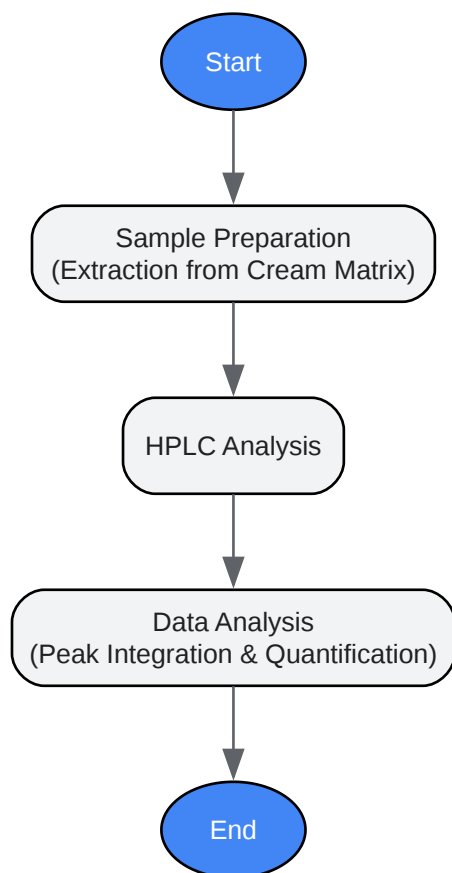 Start
Sample Preparation
(Extraction from Cream Matrix)
HPLC Analysis
Data Analysis
(Peak Integration & Quantification)
End